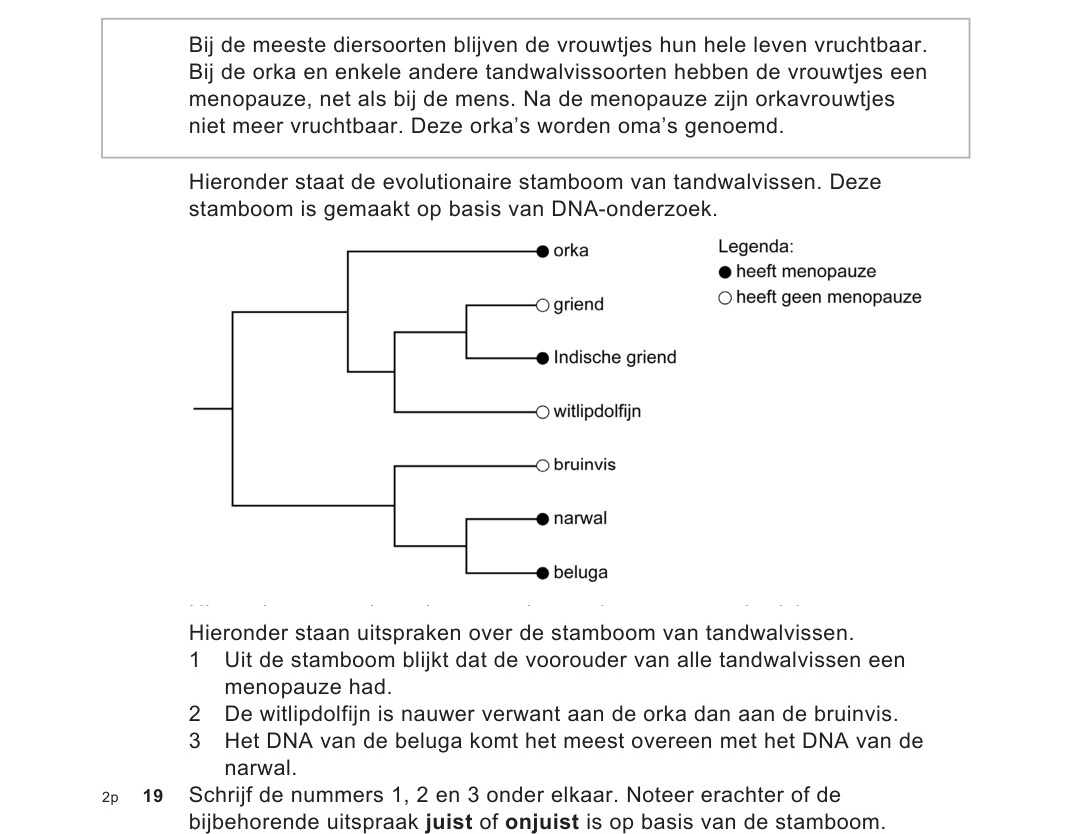 Bij de meeste diersoorten blijven de vrouwtjes hun hele leven vruchtbaar.
Bij de orka en enkele andere tandwalvissoorten hebben de vrouwtjes een
menopauze, net als bij de mens. Na de menopauze zijn orkavrouwtjes
niet meer vruchtbaar. Deze orka's worden oma's genoemd.
Hieronder staat de evolutionaire stamboom van tandwalvissen. Deze
stamboom is gemaakt op basis van DNA-onderzoek.
orka
griend
Indische griend
witlipdolfijn
bruinvis
narwal
beluga
Legenda:
heeft menopauze
heeft geen menopauze
Hieronder staan uitspraken over de stamboom van tandwalvissen.
1 Uit de stamboom blijkt dat de voorouder van alle tandwalvissen een
menopauze had.
2 De witlipdolfijn is nauwer verwant aan de orka dan aan de bruinvis.
3 Het DNA van de beluga komt het meest overeen met het DNA van de
narwal.
2p 19 Schrijf de nummers 1, 2 en 3 onder elkaar. Noteer erachter of de
bijbehorende uitspraak juist of onjuist is op basis van de stamboom.